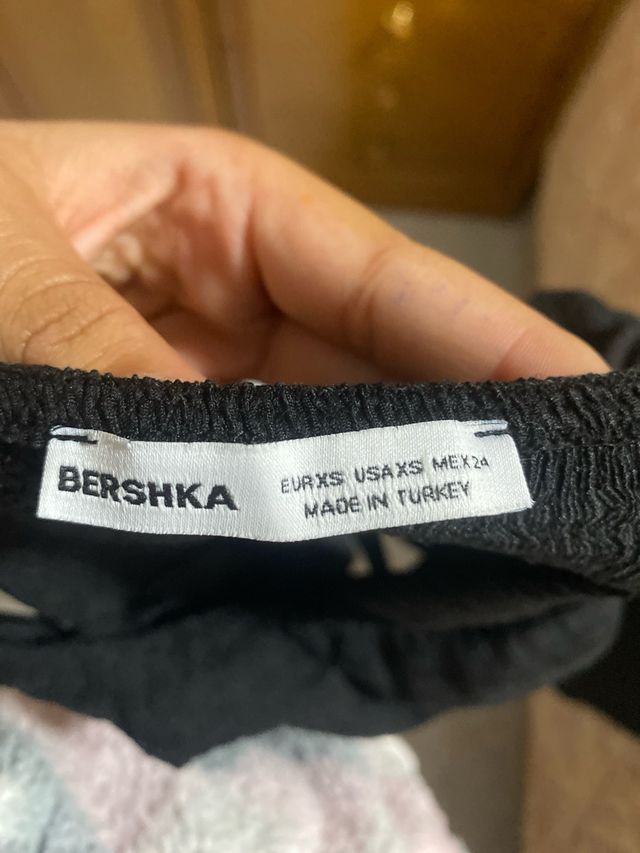 BERSHKA
EUR XS USA XS MEX 24
MADE IN TURKEY